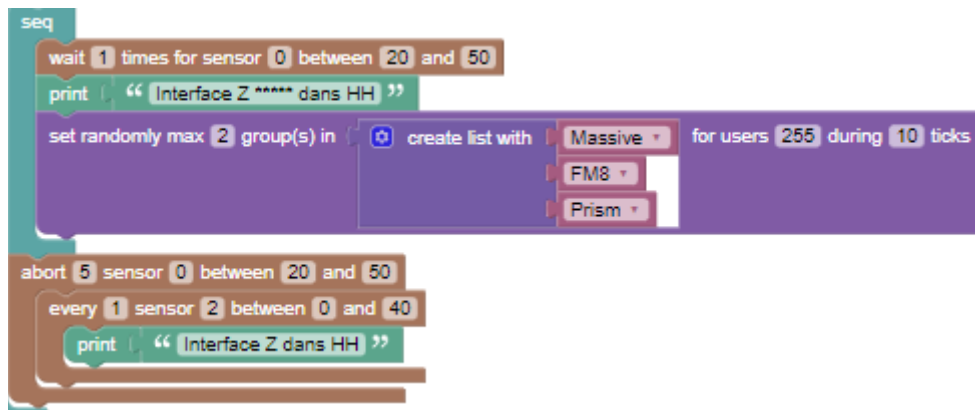 seq
wait 1 times for sensor 0 between 20 and 50
print “ Interface Z ***** dans HH ”
set randomly max 2 group(s) in create list with Massive for users 255 during 10 ticks
FM8
Prism
abort 5 sensor 0 between 20 and 50
every 1 sensor 2 between 0 and 40
print “ Interface Z dans HH ”